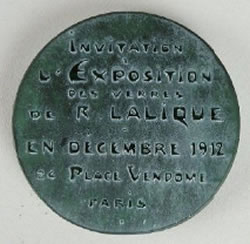 INVITATION
À
L'EXPOSITION
DES VERRES
DE R. LALIQUE
EN DECEMBRE 1912
24 PLACE VENDOME
PARIS